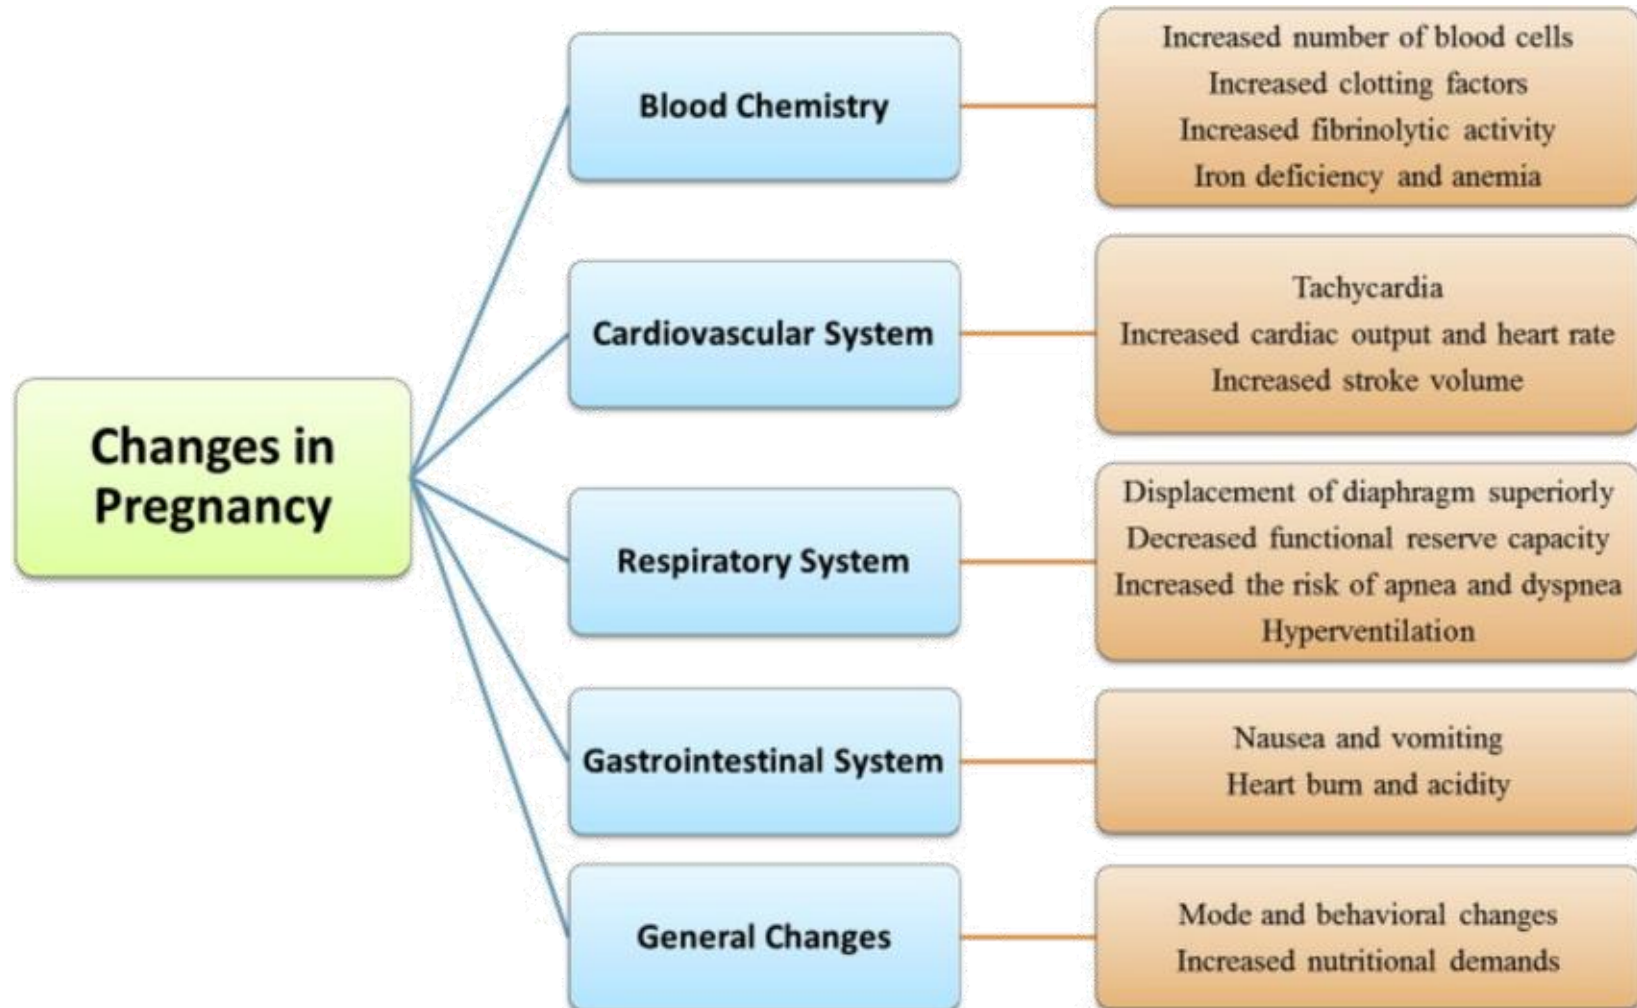 Changes in
Pregnancy
Blood Chemistry
Increased number of blood cells
Increased clotting factors
Increased fibrinolytic activity
Iron deficiency and anemia
Cardiovascular System
Tachycardia
Increased cardiac output and heart rate
Increased stroke volume
Respiratory System
Displacement of diaphragm superiorly
Decreased functional reserve capacity
Increased the risk of apnea and dyspnea
Hyperventilation
Gastrointestinal System
Nausea and vomiting
Heart burn and acidity
General Changes
Mode and behavioral changes
Increased nutritional demands